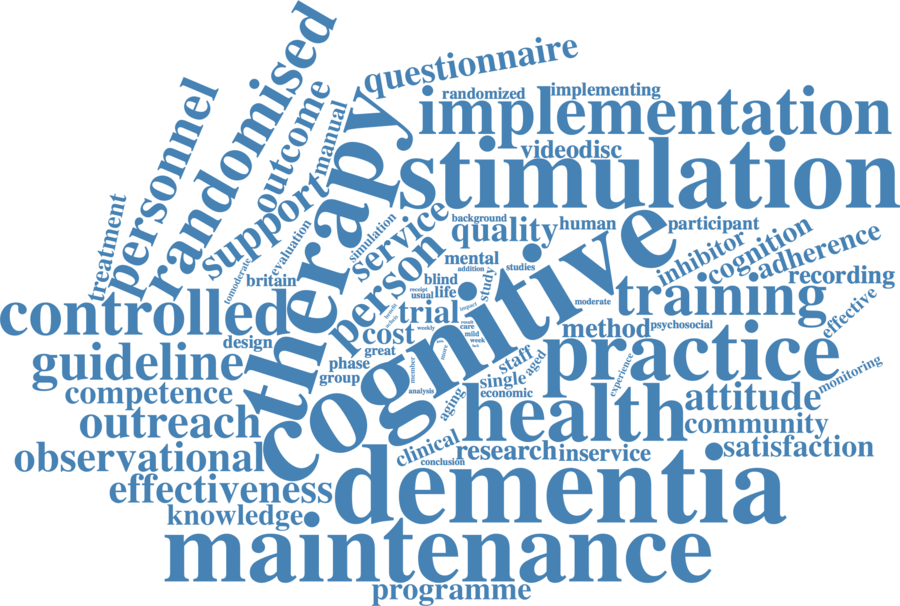 randomised
questionnaire
personnel
outcome
manual
randomized
implementing
implementation
videodisc
stimulation
therapy
support
treatment
evaluation
simulation
service
background
quality
human
participant
person
mental
addition
studies
study
inhibitor
cognition
adherence
recording
tomoderate
britain
blind
receipt
usual
life
impact
moderate
training
controlled
trial
cognitive
effective
design
cost
weekly
result
care
mild
week
method
psychosocial
practice
guideline
great
phase
more
member
group
staff
aged
experience
monitoring
competence
analysis
single
economic
aging
health
attitude
outreach
community
clinical
research
inservice
satisfaction
observational
conclusion
effectiveness
dementia
knowledge
maintenance
programme